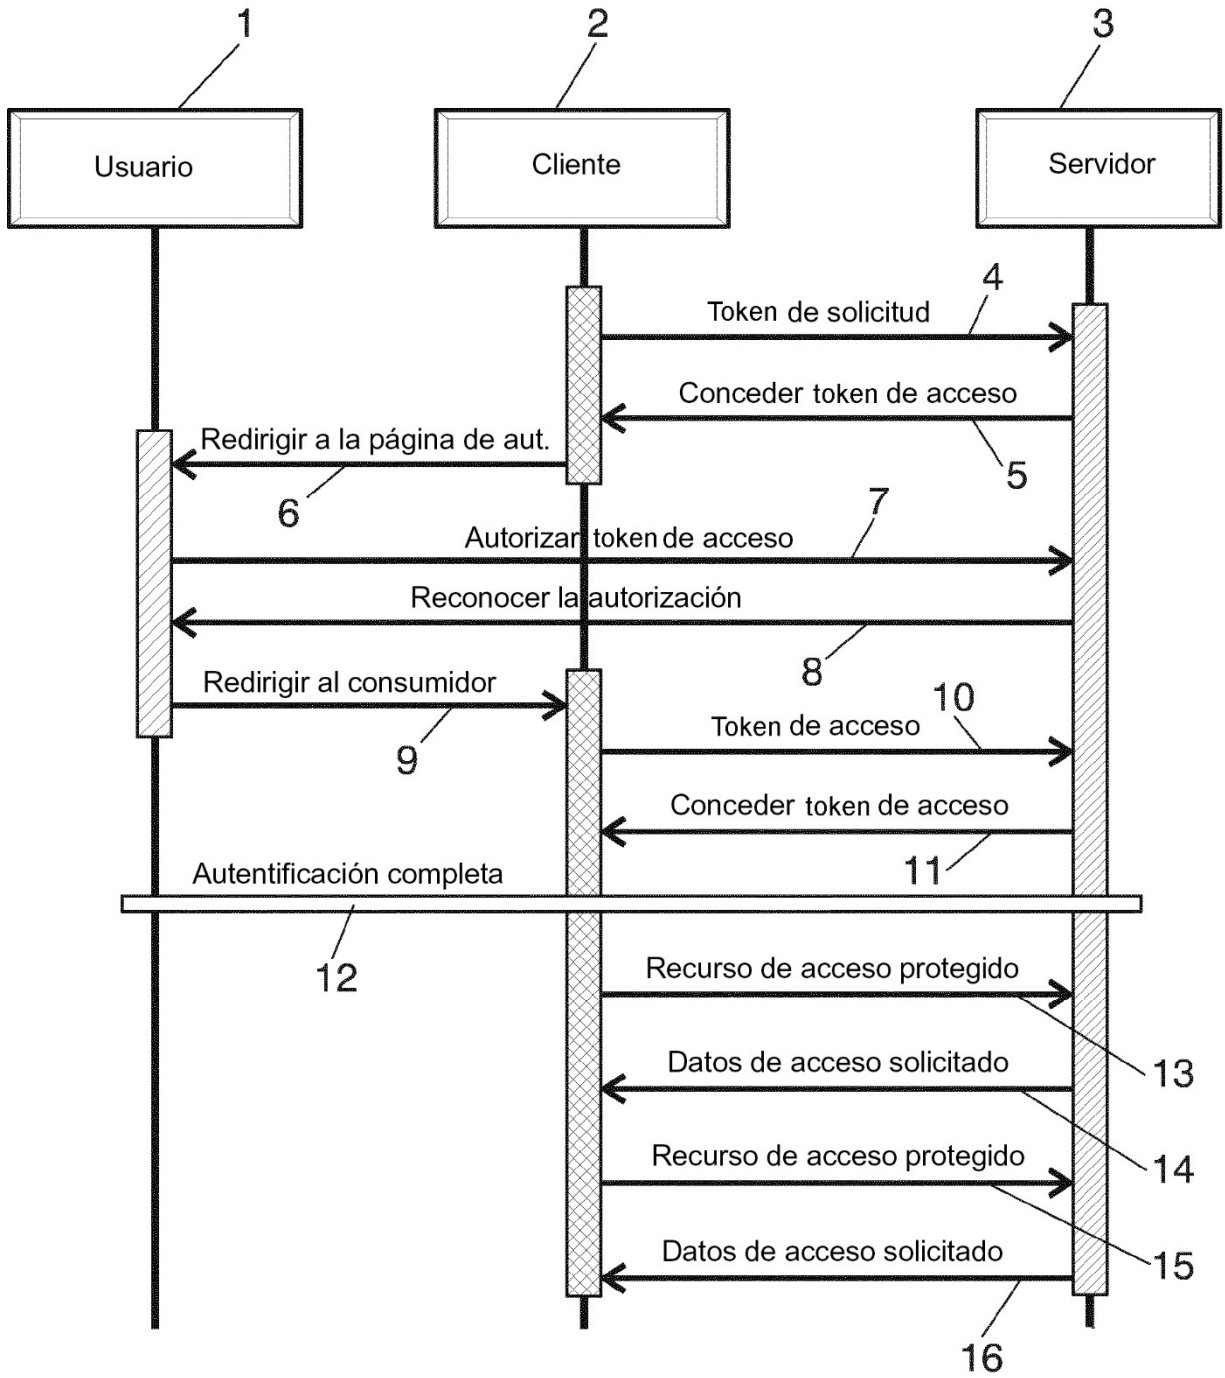 1
2
3
Usuario
Cliente
Servidor
4
Token de solicitud
Conceder token de acceso
5
Redirigir a la página de aut.
6
7
Autorizar token de acceso
Reconocer la autorización
8
Redirigir al consumidor
9
10
Token de acceso
Conceder token de acceso
11
Autentificación completa
12
Recurso de acceso protegido
13
Datos de acceso solicitado
14
Recurso de acceso protegido
15
Datos de acceso solicitado
16